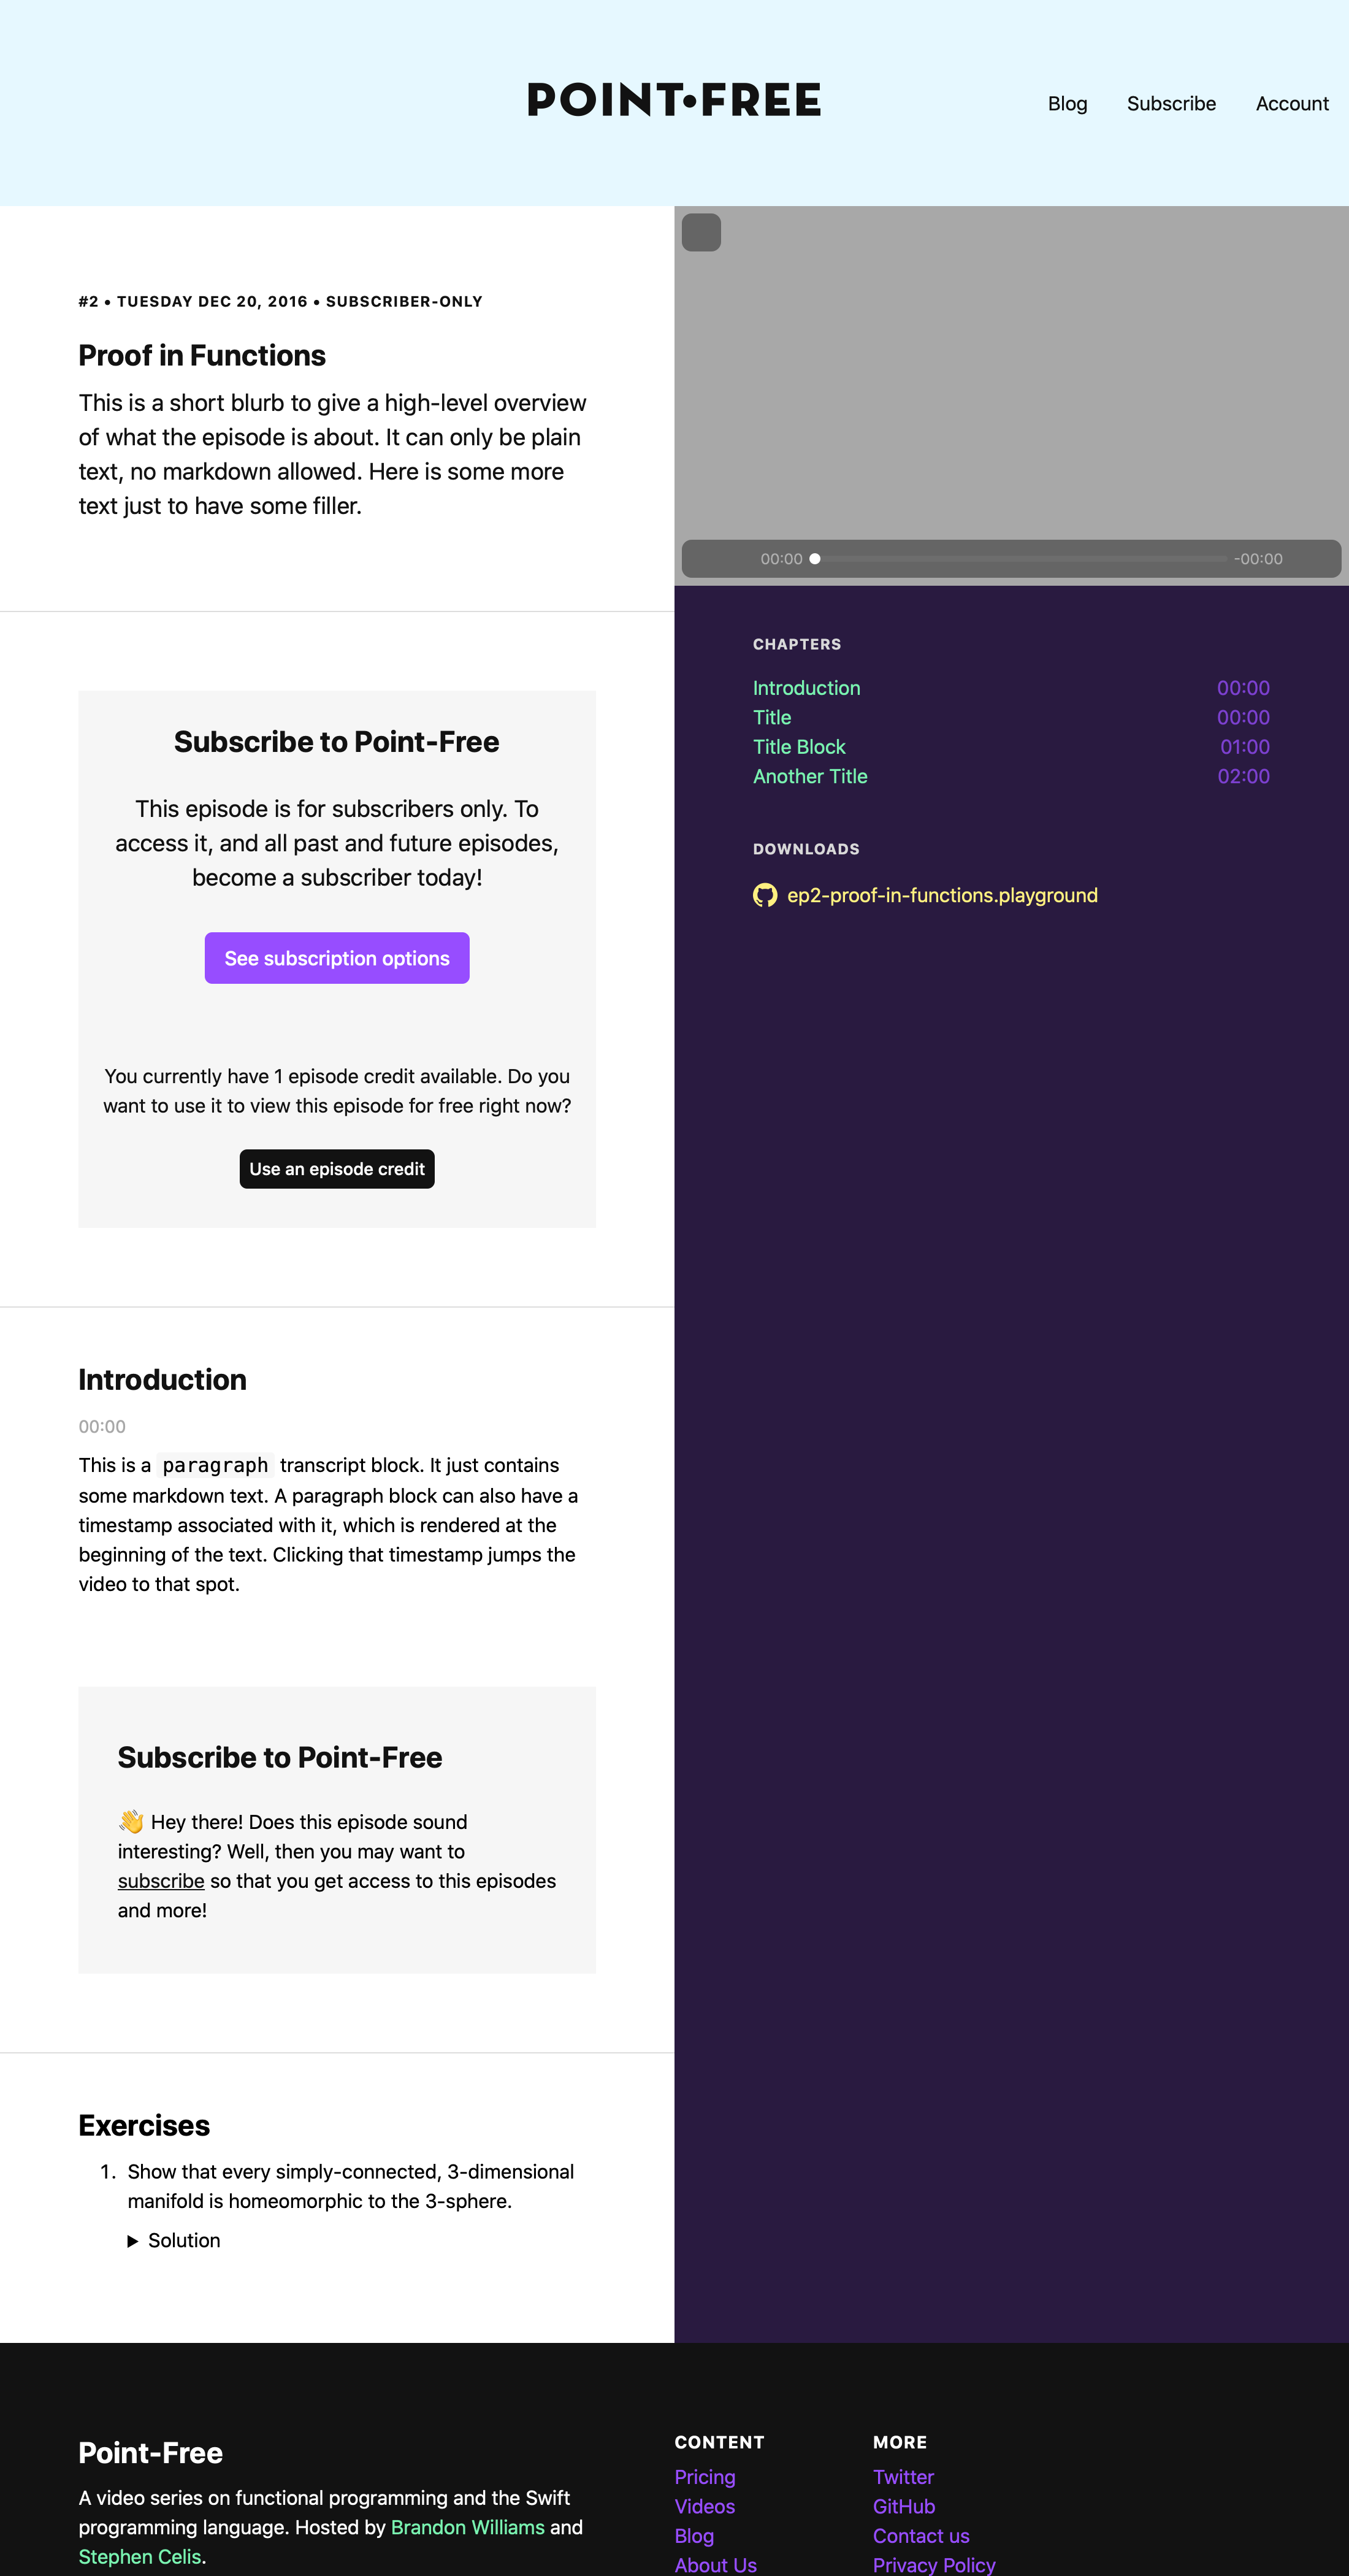 POINT•FREE
Blog
Subscribe
Account
#2 • TUESDAY DEC 20, 2016 • SUBSCRIBER-ONLY
Proof in Functions
This is a short blurb to give a high-level overview
of what the episode is about. It can only be plain
text, no markdown allowed. Here is some more
text just to have some filler.
Subscribe to Point-Free
This episode is for subscribers only. To
access it, and all past and future episodes,
become a subscriber today!
See subscription options
You currently have 1 episode credit available. Do you
want to use it to view this episode for free right now?
Use an episode credit
Introduction
00:00
This is a paragraph transcript block. It just contains
some markdown text. A paragraph block can also have a
timestamp associated with it, which is rendered at the
beginning of the text. Clicking that timestamp jumps the
video to that spot.
Subscribe to Point-Free
👋 Hey there! Does this episode sound
interesting? Well, then you may want to
subscribe so that you get access to this episodes
and more!
Exercises
1. Show that every simply-connected, 3-dimensional
manifold is homeomorphic to the 3-sphere.
▶ Solution
00:00
-00:00
CHAPTERS
Introduction 00:00
Title 00:00
Title Block 01:00
Another Title 02:00
DOWNLOADS
ep2-proof-in-functions.playground
Point-Free
A video series on functional programming and the Swift
programming language. Hosted by Brandon Williams and
Stephen Celis.
CONTENT
Pricing
Videos
Blog
About Us
MORE
Twitter
GitHub
Contact us
Privacy Policy